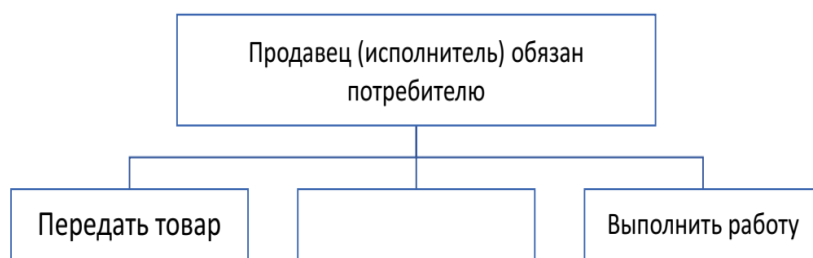 Продавец (исполнитель) обязан
потребителю
Передать товар
Выполнить работу